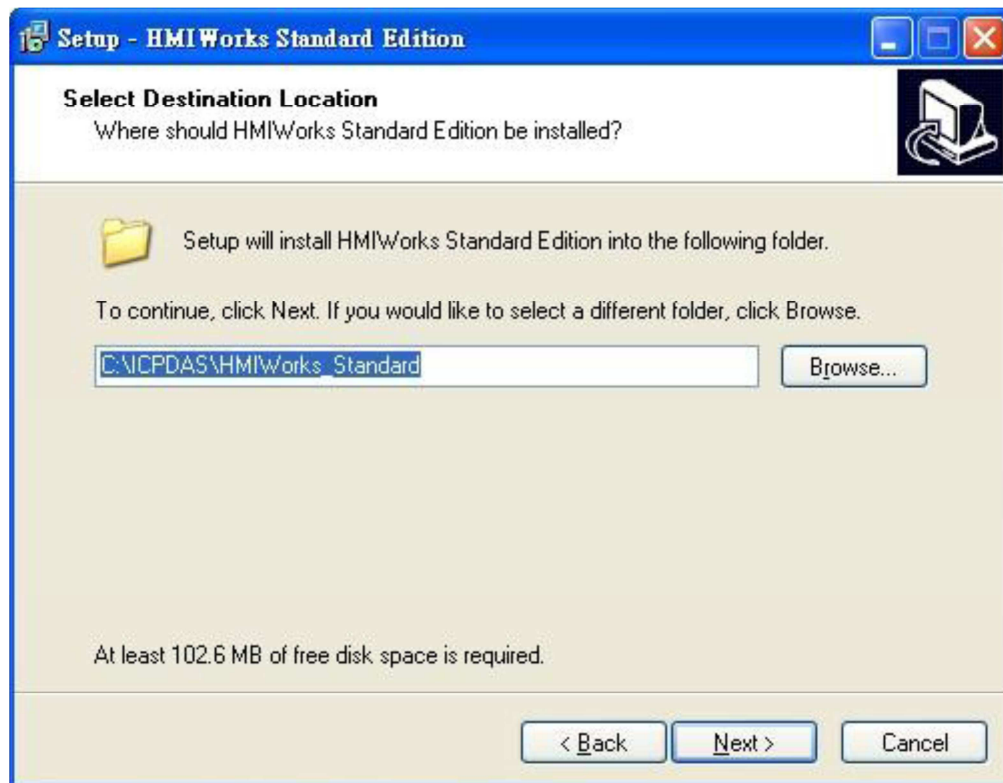 Setup - HMIWorks Standard Edition
Select Destination Location
Where should HMIWorks Standard Edition be installed?
Setup will install HMIWorks Standard Edition into the following folder.
To continue, click Next. If you would like to select a different folder, click Browse.
C:\ICPDAS\HMIWorks_Standard
Browse...
At least 102.6 MB of free disk space is required.
< Back
Next >
Cancel